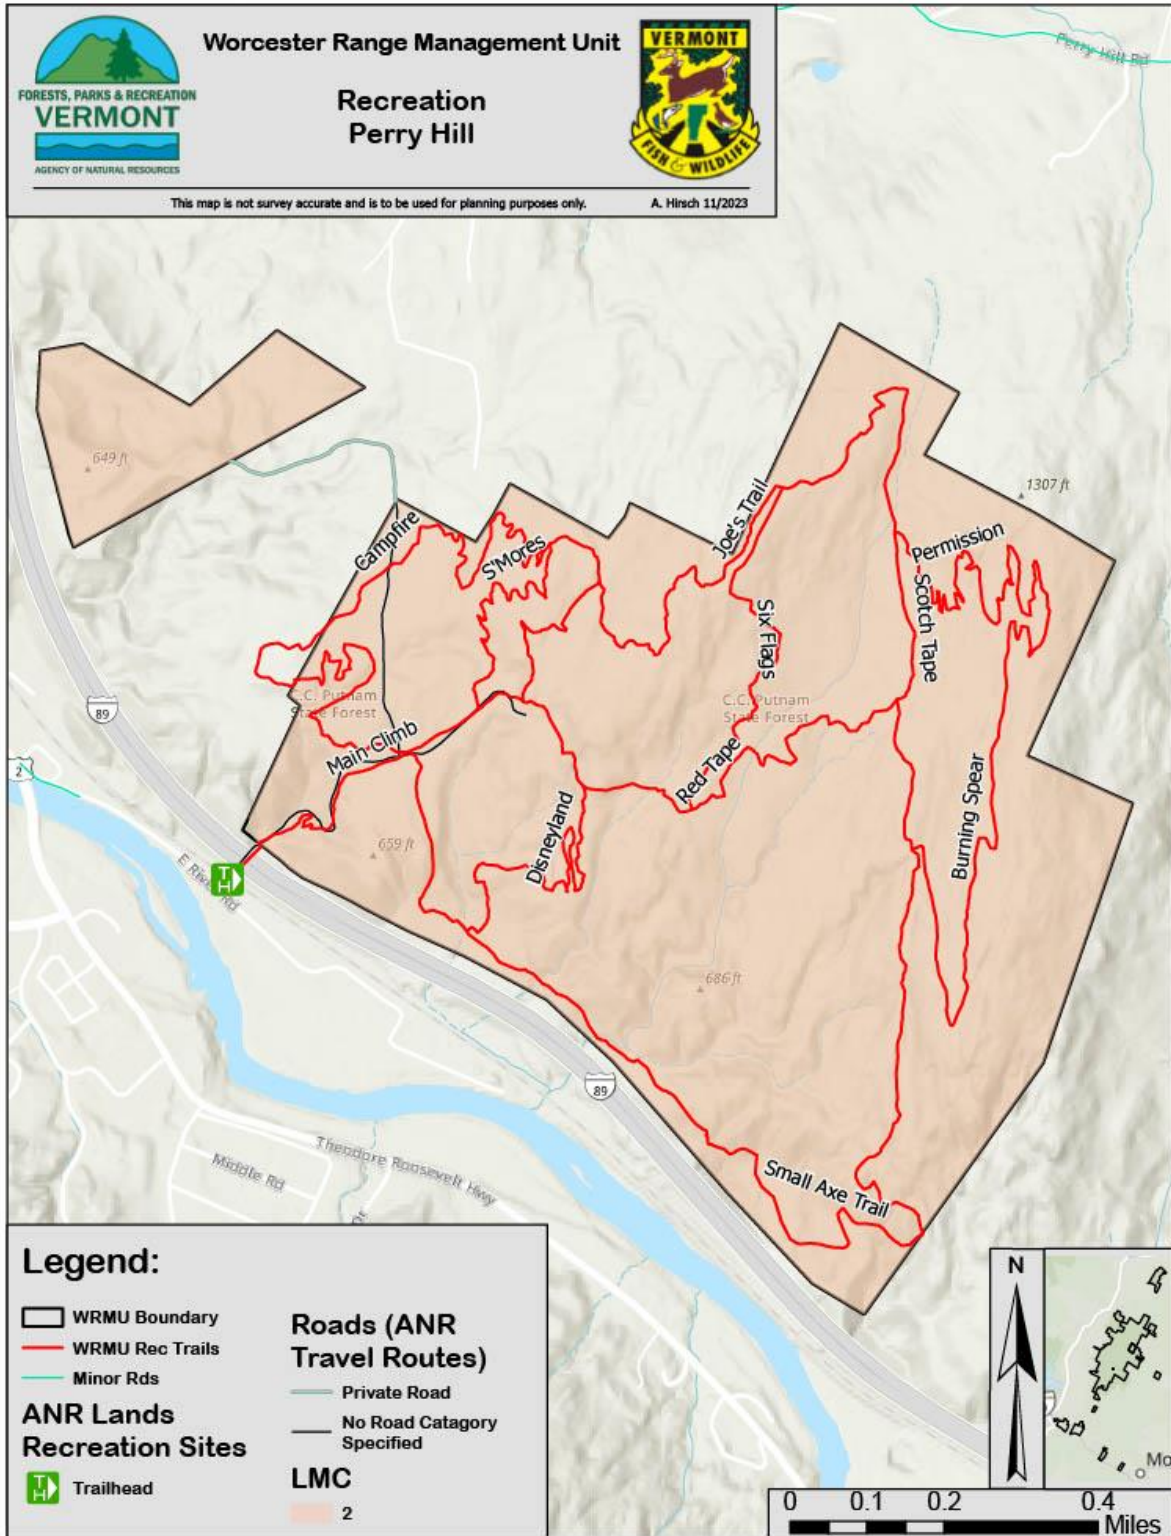 Worcester Range Management Unit
Recreation
Perry Hill
FORESTS, PARKS & RECREATION
VERMONT
AGENCY OF NATURAL RESOURCES
VERMONT
FISH & WILDLIFE
This map is not survey accurate and is to be used for planning purposes only.
A. Hirsch 11/2023
Perry Hill Rd
649 ft
1307 ft
Campfire
S'Mores
Joe's Trail
Permission
Scotch Tape
Six Flags
C.C. Putnam
State Forest
C.C. Putnam
State Forest
89
Main Climb
Red Tape
2
Burning Spear
Disneyland
659 ft
TH
E River Rd
686 ft
89
Theodore Roosevelt Hwy
Middle Rd
Small Axe Trail
Dr
Legend:
WRMU Boundary
WRMU Rec Trails
Minor Rds
ANR Lands
Recreation Sites
TH
Trailhead
Roads (ANR
Travel Routes)
Private Road
No Road Catagory
Specified
LMC
2
N
Mo
0 0.1 0.2 0.4
Miles